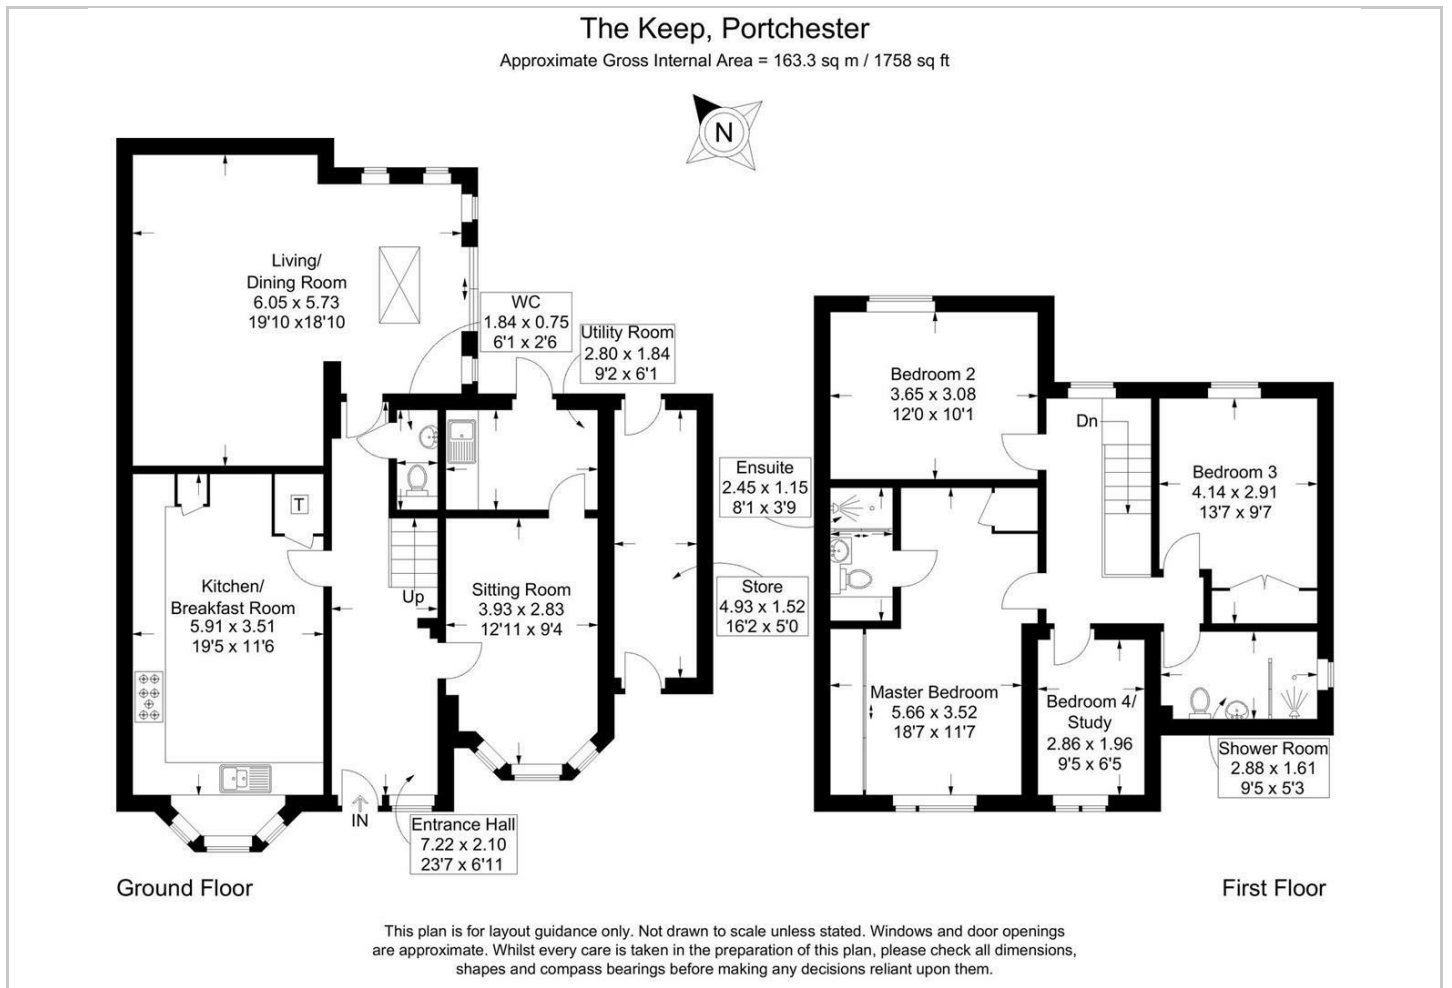 The Keep, Portchester
Approximate Gross Internal Area = 163.3 sq m / 1758 sq ft
N
Living/
Dining Room
6.05 x 5.73
19'10 x18'10
WC
1.84 x 0.75
6'1 x 2'6
Utility Room
2.80 x 1.84
9'2 x 6'1
T
Kitchen/
Breakfast Room
5.91 x 3.51
19'5 x 11'6
Up
Sitting Room
3.93 x 2.83
12'11 x 9'4
Store
4.93 x 1.52
16'2 x 5'0
IN
Entrance Hall
7.22 x 2.10
23'7 x 6'11
Ground Floor
Bedroom 2
3.65 x 3.08
12'0 x 10'1
Dn
Bedroom 3
4.14 x 2.91
13'7 x 9'7
Ensuite
2.45 x 1.15
8'1 x 3'9
Master Bedroom
5.66 x 3.52
18'7 x 11'7
Bedroom 4/
Study
2.86 x 1.96
9'5 x 6'5
Shower Room
2.88 x 1.61
9'5 x 5'3
First Floor
This plan is for layout guidance only. Not drawn to scale unless stated. Windows and door openings
are approximate. Whilst every care is taken in the preparation of this plan, please check all dimensions,
shapes and compass bearings before making any decisions reliant upon them.